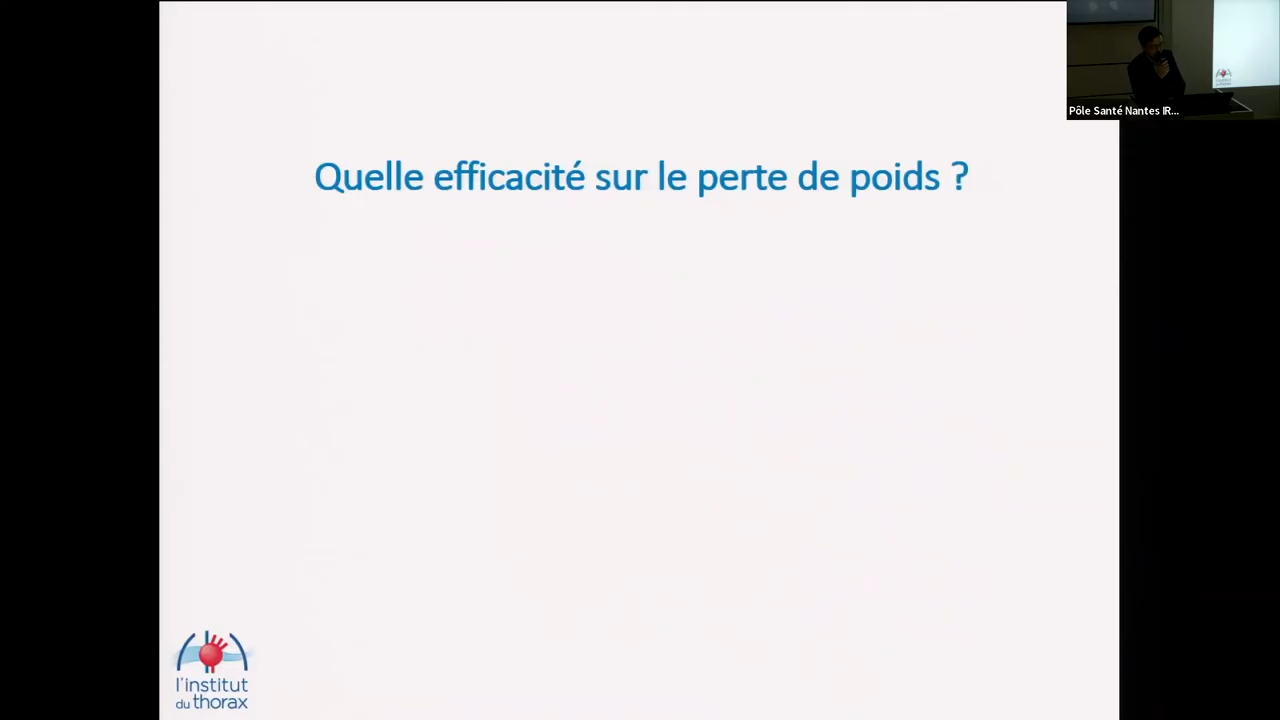 Pôle Santé Nantes IR...
Quelle efficacité sur le perte de poids ?
l'institut
du thorax